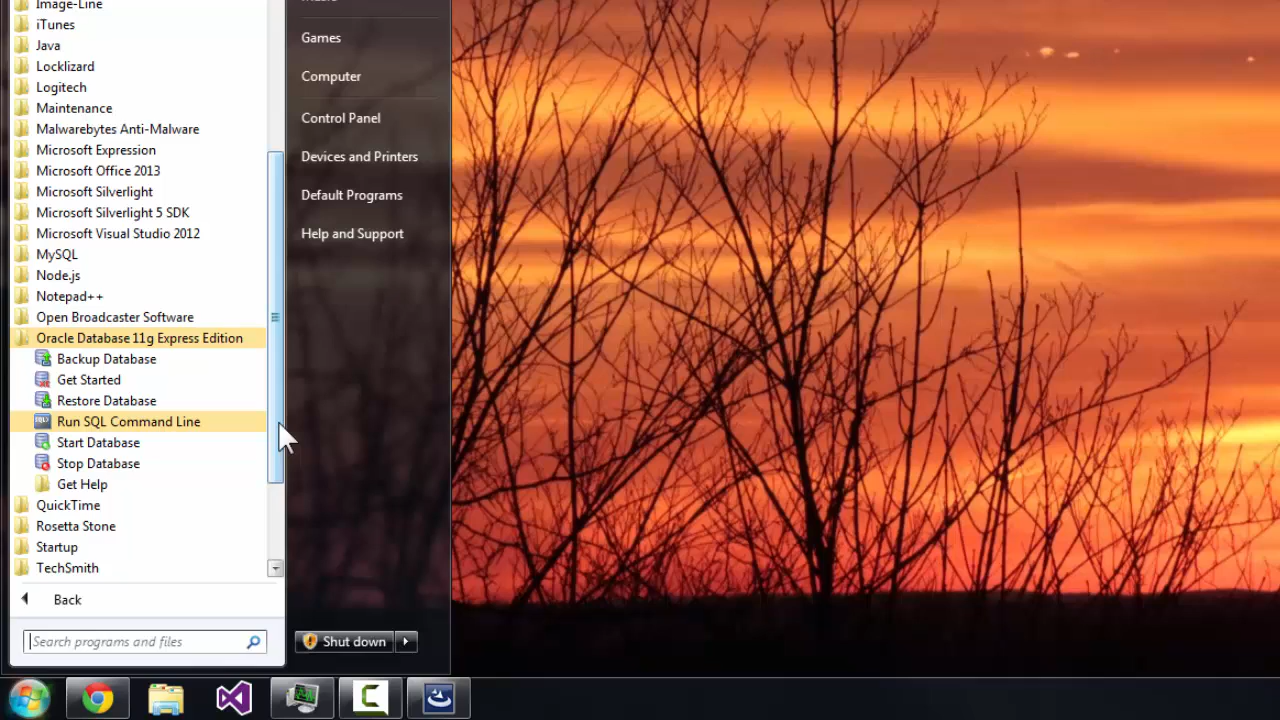 Image-Line
iTunes
Java
Locklizard
Logitech
Maintenance
Malwarebytes Anti-Malware
Microsoft Expression
Microsoft Office 2013
Microsoft Silverlight
Microsoft Silverlight 5 SDK
Microsoft Visual Studio 2012
MySQL
Node.js
Notepad++
Open Broadcaster Software
Oracle Database 11g Express Edition
Backup Database
Get Started
Restore Database
Run SQL Command Line
Start Database
Stop Database
Get Help
QuickTime
Rosetta Stone
Startup
TechSmith
Back
Search programs and files
Games
Computer
Control Panel
Devices and Printers
Default Programs
Help and Support
Shut down